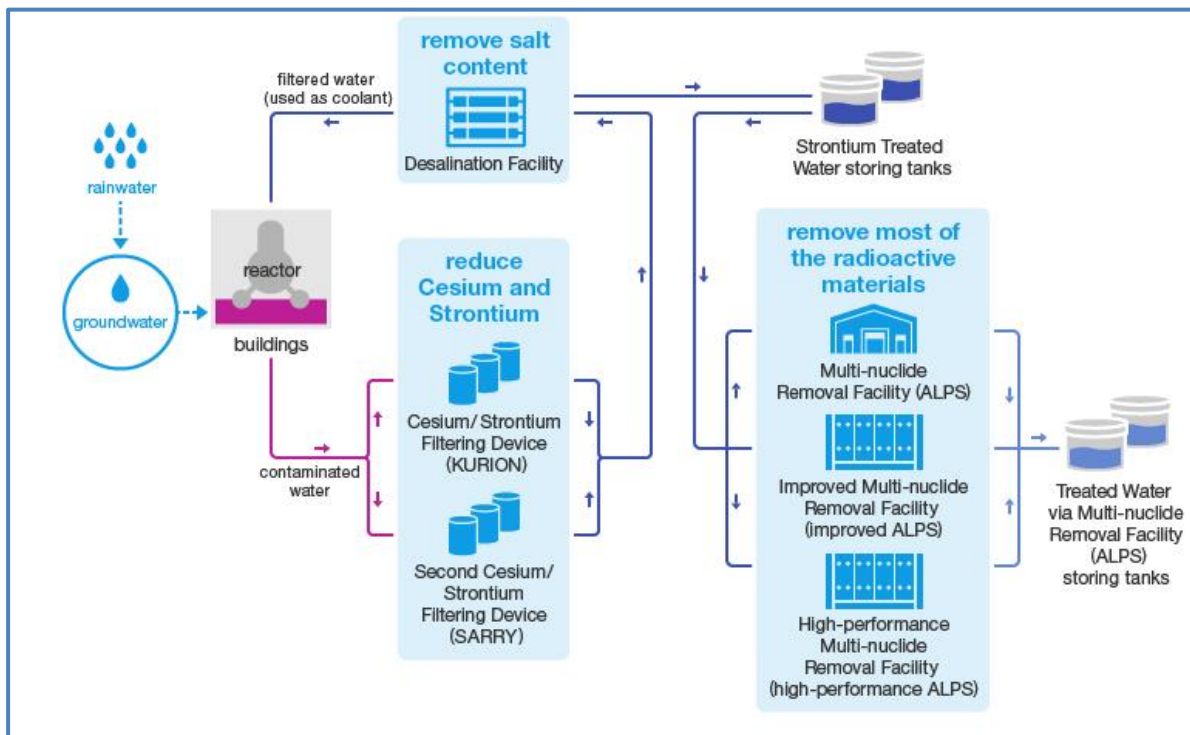 remove salt
content
Desalination Facility
filtered water
(used as coolant)
rainwater
groundwater
reactor
buildings
contaminated
water
reduce
Cesium and
Strontium
Cesium/ Strontium
Filtering Device
(KURION)
Second Cesium/
Strontium
Filtering Device
(SARRY)
Strontium Treated
Water storing tanks
remove most of
the radioactive
materials
Multi-nuclide
Removal Facility (ALPS)
Improved Multi-nuclide
Removal Facility
(improved ALPS)
High-performance
Multi-nuclide
Removal Facility
(high-performance ALPS)
Treated Water
via Multi-nuclide
Removal Facility
(ALPS)
storing tanks